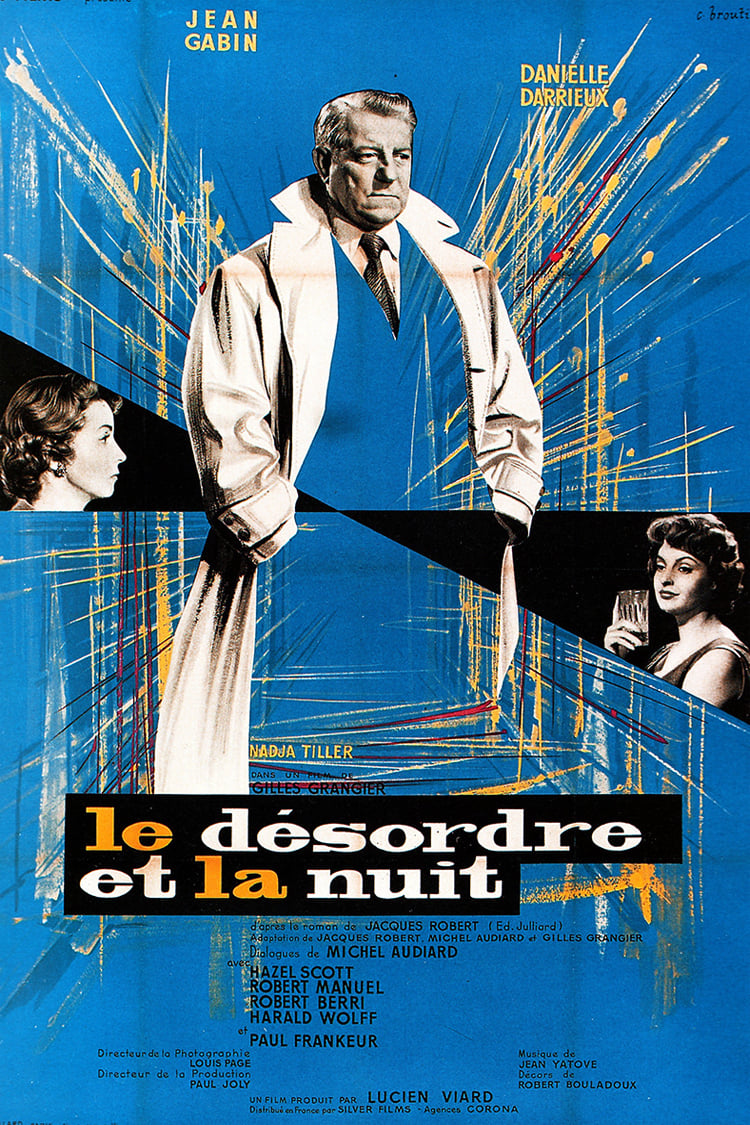 présente
c. brouti
JEAN
GABIN
DANIELLE
DARRIEUX
NADJA TILLER
DANS UN FILM DE
GILLES GRANGIER
le désordre
et la nuit
d'après le roman de JACQUES ROBERT (Ed. Julliard)
Adaptation de JACQUES ROBERT, MICHEL AUDIARD et GILLES GRANGIER
Dialogues de MICHEL AUDIARD
avec
HAZEL SCOTT
ROBERT MANUEL
ROBERT BERRI
HARALD WOLFF
et
PAUL FRANKEUR
Directeur de la Photographie
LOUIS PAGE
Directeur de la Production
PAUL JOLY
Musique de
JEAN YATOVE
Décors de
ROBERT BOULADOUX
UN FILM PRODUIT PAR LUCIEN VIARD
Distribué en France par SILVER FILMS - Agences CORONA